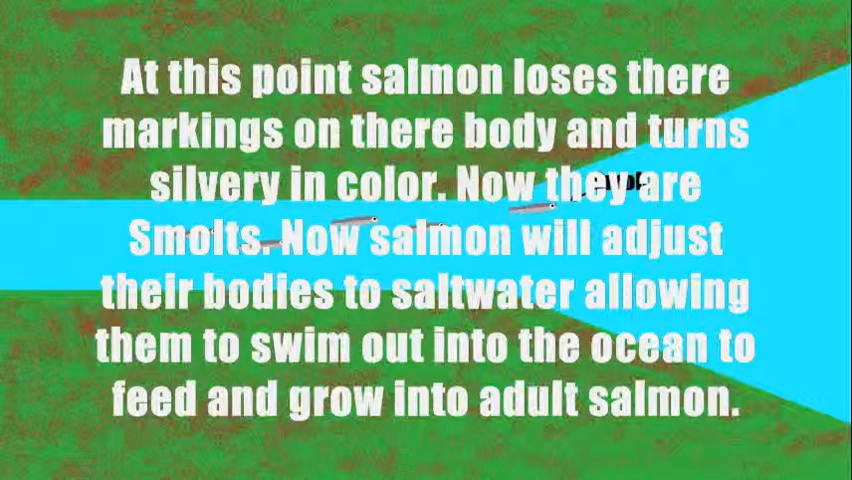 At this point salmon loses there
markings on there body and turns
silvery in color. Now they are
Smolts. Now salmon will adjust
their bodies to saltwater allowing
them to swim out into the ocean to
feed and grow into adult salmon.